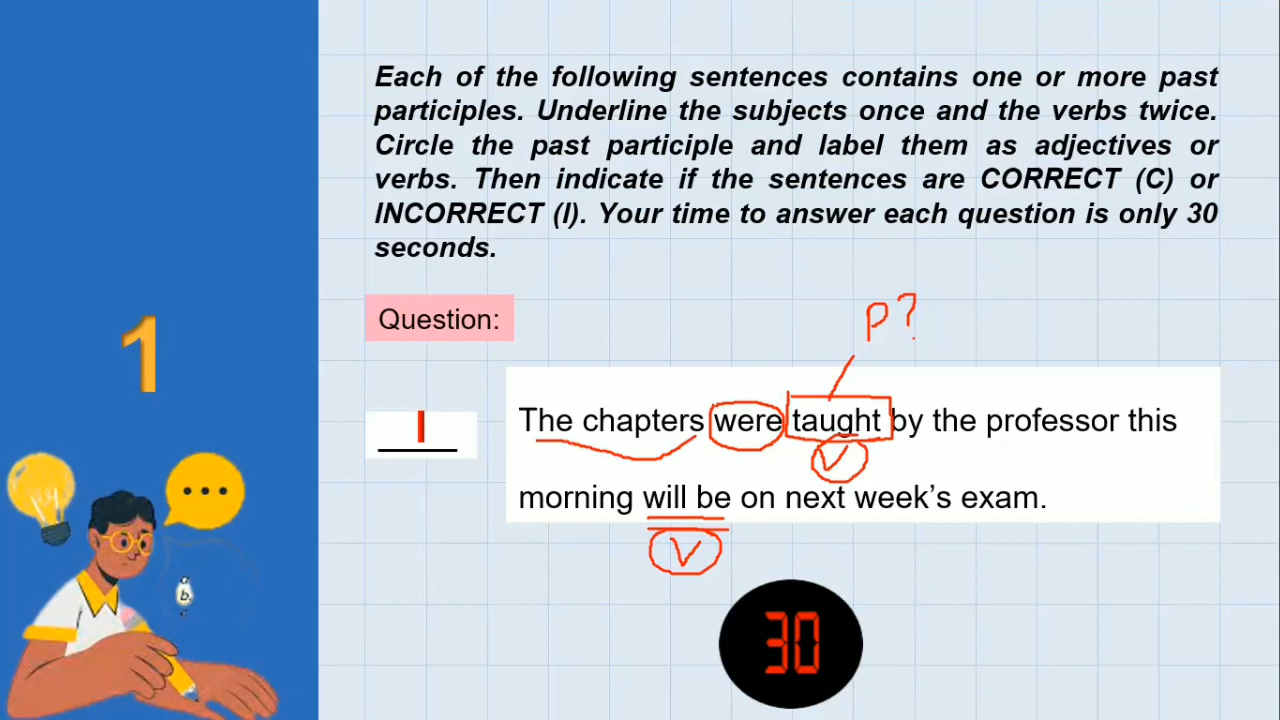 Each of the following sentences contains one or more past
participles. Underline the subjects once and the verbs twice.
Circle the past participle and label them as adjectives or
verbs. Then indicate if the sentences are CORRECT (C) or
INCORRECT (I). Your time to answer each question is only 30
seconds.
1
Question:
P?
I
The chapters were taught by the professor this
V
morning will be on next week's exam.
V
b
30